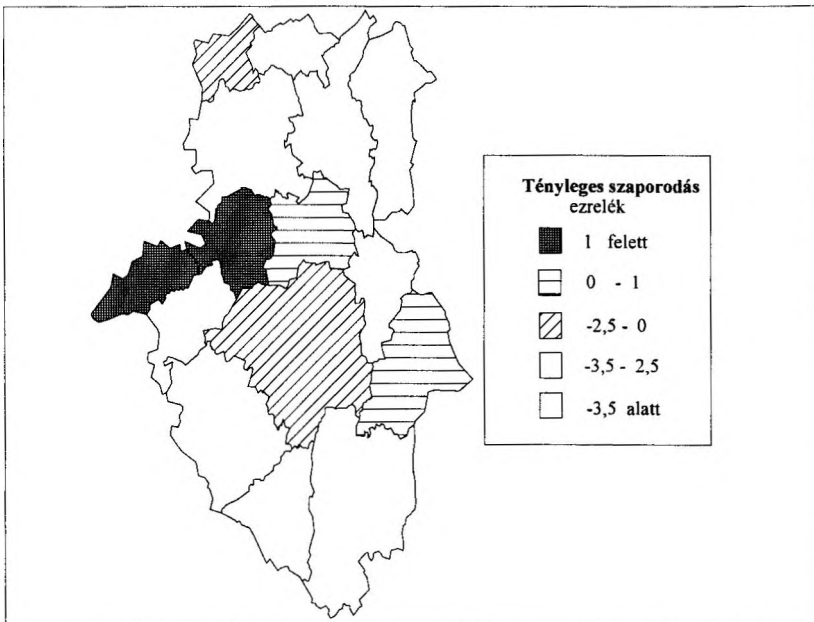 Tényleges szaporodás
ezrelék
1 felett
0 - 1
-2,5 - 0
-3,5 - 2,5
-3,5 alatt